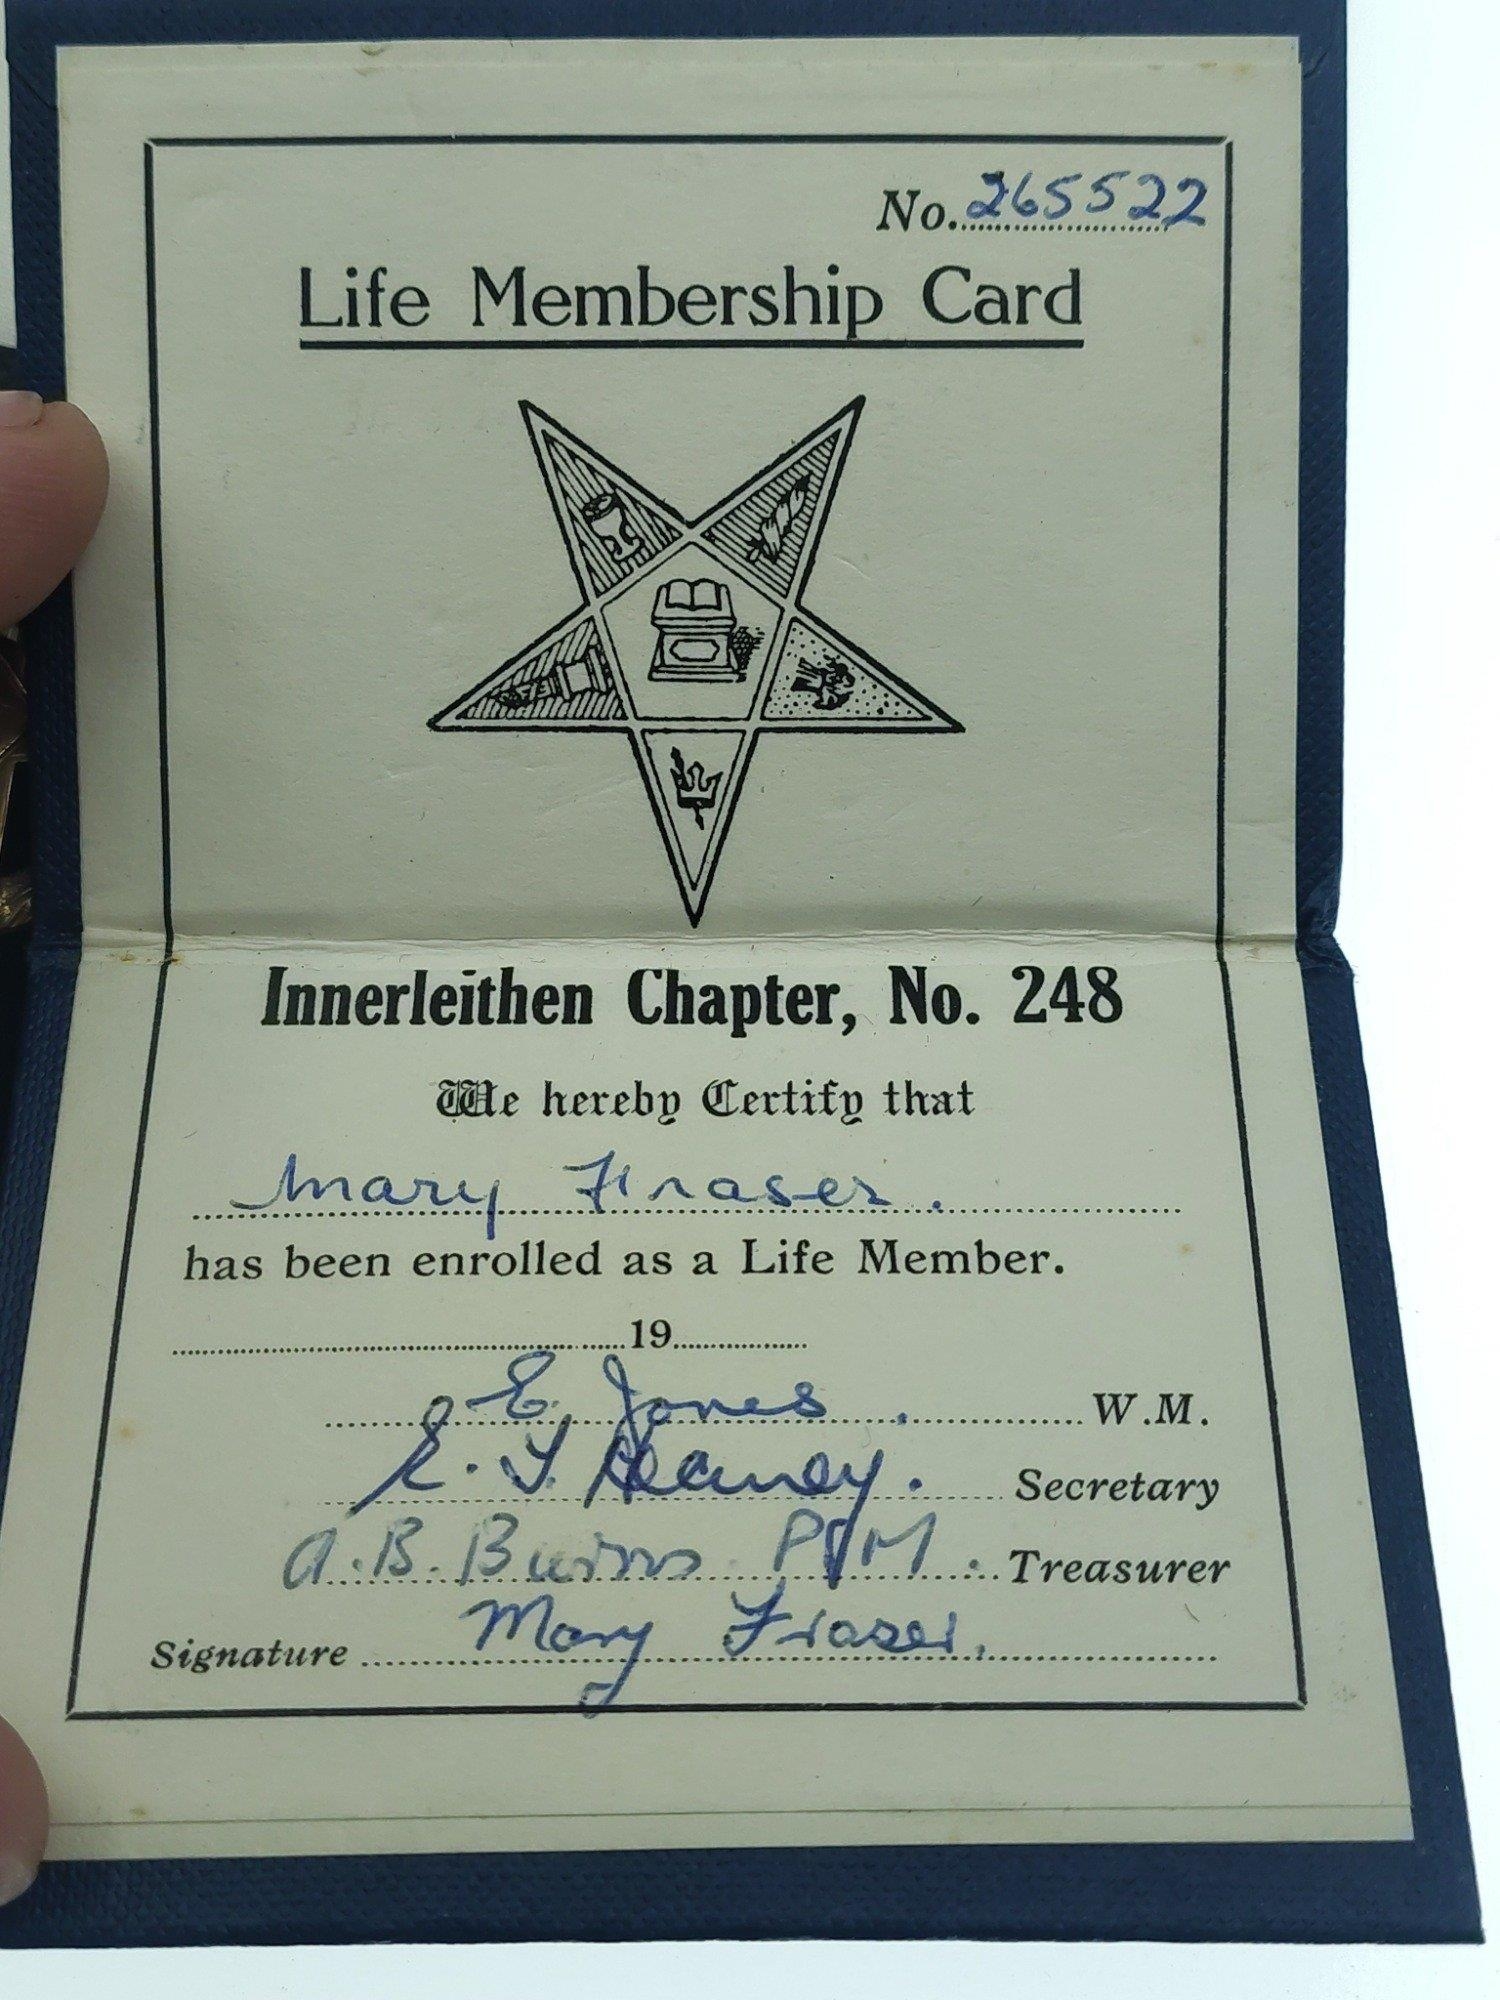 No. 265522
Life Membership Card
Innerleithen Chapter, No. 248
We hereby Certify that
Mary Fraser.
has been enrolled as a Life Member.
19
E. Jones. W.M.
Secretary
A. B. Burns. PPM. Treasurer
Signature Mary Fraser.